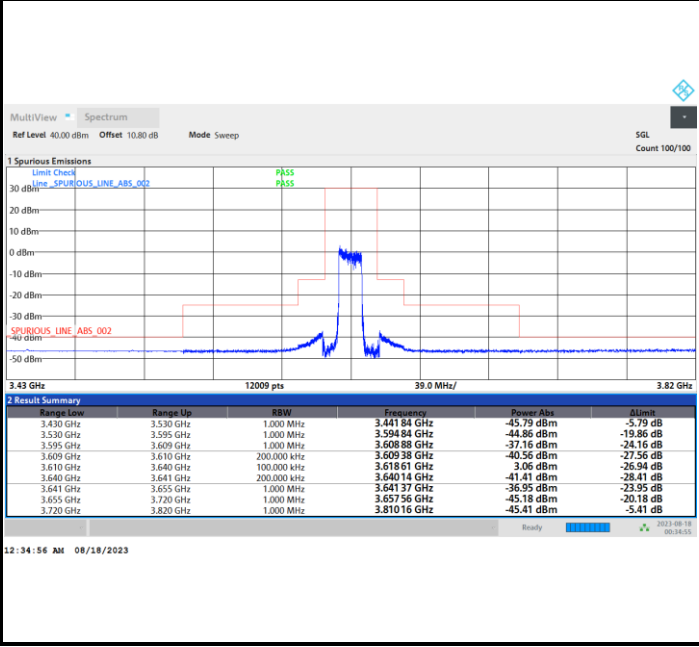 MultiView Spectrum
Ref Level 40.00 dBm Offset 10.80 dB Mode Sweep SGL
Count 100/100
1 Spurious Emissions
Limit Check PASS
Line _SPURIOUS_LINE_ABS_002 PASS
30 dBm
20 dBm
10 dBm
0 dBm
-10 dBm
-20 dBm
-30 dBm
_SPURIOUS_LINE_ABS_002
-40 dBm
-50 dBm
3.43 GHz 12009 pts 39.0 MHz/ 3.82 GHz
2 Result Summary
Range Low Range Up RBW Frequency Power Abs ΔLimit
3.430 GHz 3.530 GHz 1.000 MHz 3.441 84 GHz -45.79 dBm -5.79 dB
3.530 GHz 3.595 GHz 1.000 MHz 3.594 84 GHz -44.86 dBm -19.86 dB
3.595 GHz 3.609 GHz 1.000 MHz 3.608 88 GHz -37.16 dBm -24.16 dB
3.609 GHz 3.610 GHz 200.000 kHz 3.609 38 GHz -40.56 dBm -27.56 dB
3.610 GHz 3.640 GHz 100.000 kHz 3.618 61 GHz 3.06 dBm -26.94 dB
3.640 GHz 3.641 GHz 200.000 kHz 3.640 14 GHz -41.41 dBm -28.41 dB
3.641 GHz 3.655 GHz 1.000 MHz 3.641 37 GHz -36.95 dBm -23.95 dB
3.655 GHz 3.720 GHz 1.000 MHz 3.657 56 GHz -45.18 dBm -20.18 dB
3.720 GHz 3.820 GHz 1.000 MHz 3.810 16 GHz -45.41 dBm -5.41 dB
Ready 2023-08-18
00:34:55
12:34:56 AM 08/18/2023